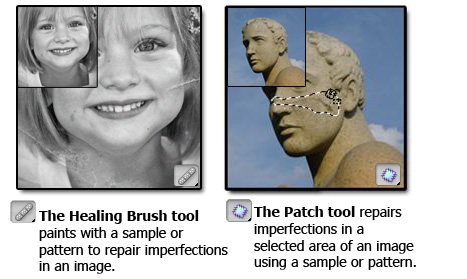 The Healing Brush tool
paints with a sample or
pattern to repair imperfections
in an image.
The Patch tool repairs
imperfections in a
selected area of an image
using a sample or pattern.